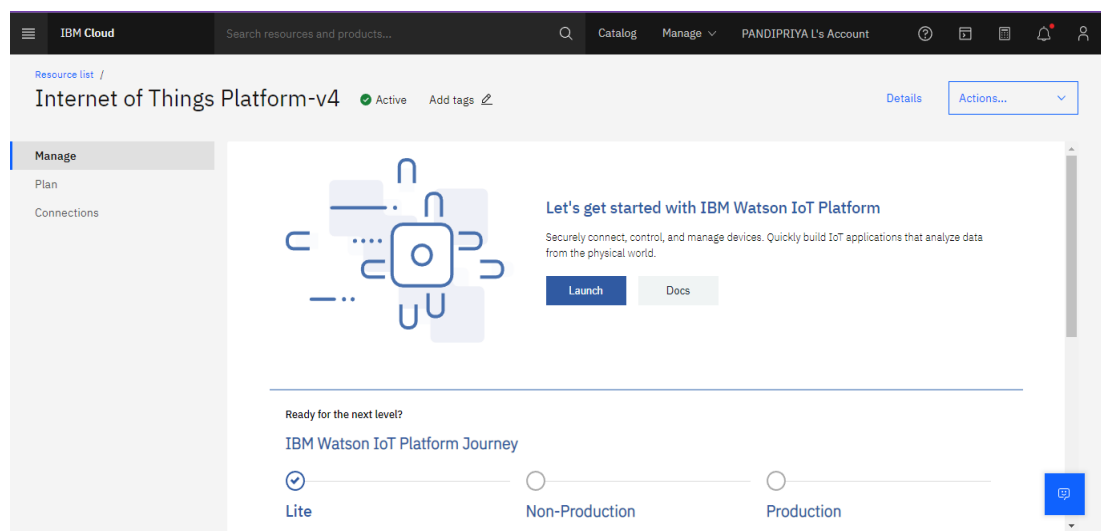 IBM Cloud
Search resources and products...
Catalog
Manage
PANDIPRIYA L's Account
Resource list /
Internet of Things Platform-v4
Active
Add tags
Details
Actions...
Manage
Plan
Connections
Let's get started with IBM Watson IoT Platform
Securely connect, control, and manage devices. Quickly build IoT applications that analyze data
from the physical world.
Launch
Docs
Ready for the next level?
IBM Watson IoT Platform Journey
Lite
Non-Production
Production